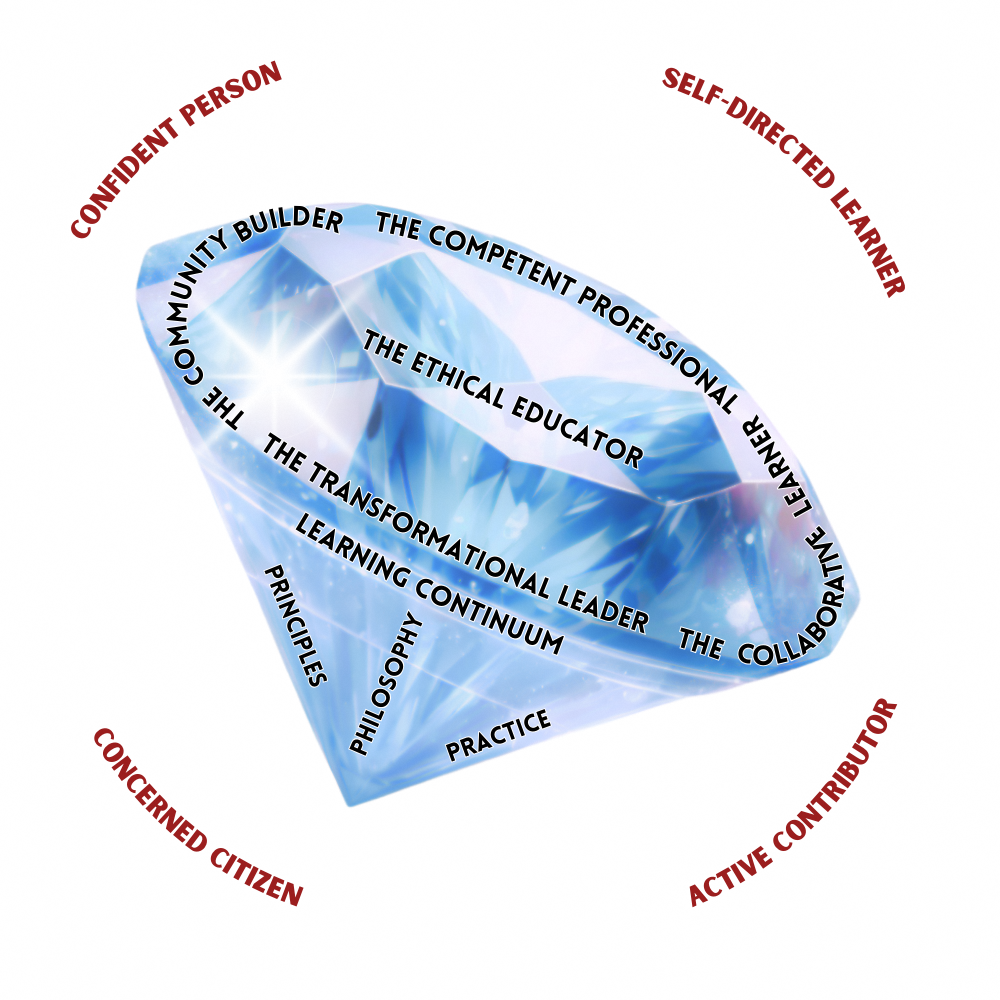 CONFIDENT PERSON
SELF-DIRECTED LEARNER
THE COMMUNITY BUILDER
THE COMPETENT PROFESSIONAL
THE ETHICAL EDUCATOR
THE TRANSFORMATIONAL LEADER
THE COLLABORATIVE LEARNER
LEARNING CONTINUUM
PRINCIPLES
PHILOSOPHY
PRACTICE
CONCERNED CITIZEN
ACTIVE CONTRIBUTOR